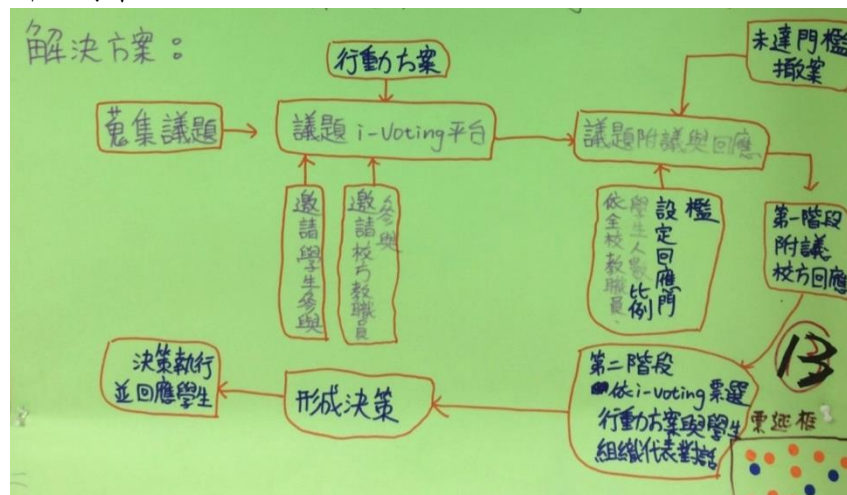 解決方案：
行動方案
未達門檻
撤案
蒐集議題
議題 i-Voting平台
議題附議與回應
邀請學生參與
邀請校方教職員
參與
依全校教職員、
學生人數比例
設定回應門
檻
第一階段
附議
校方回應
13
第二階段
依i-voting票選
行動方案與學生
組織代表對話
形成決策
決策執行
並回應學生